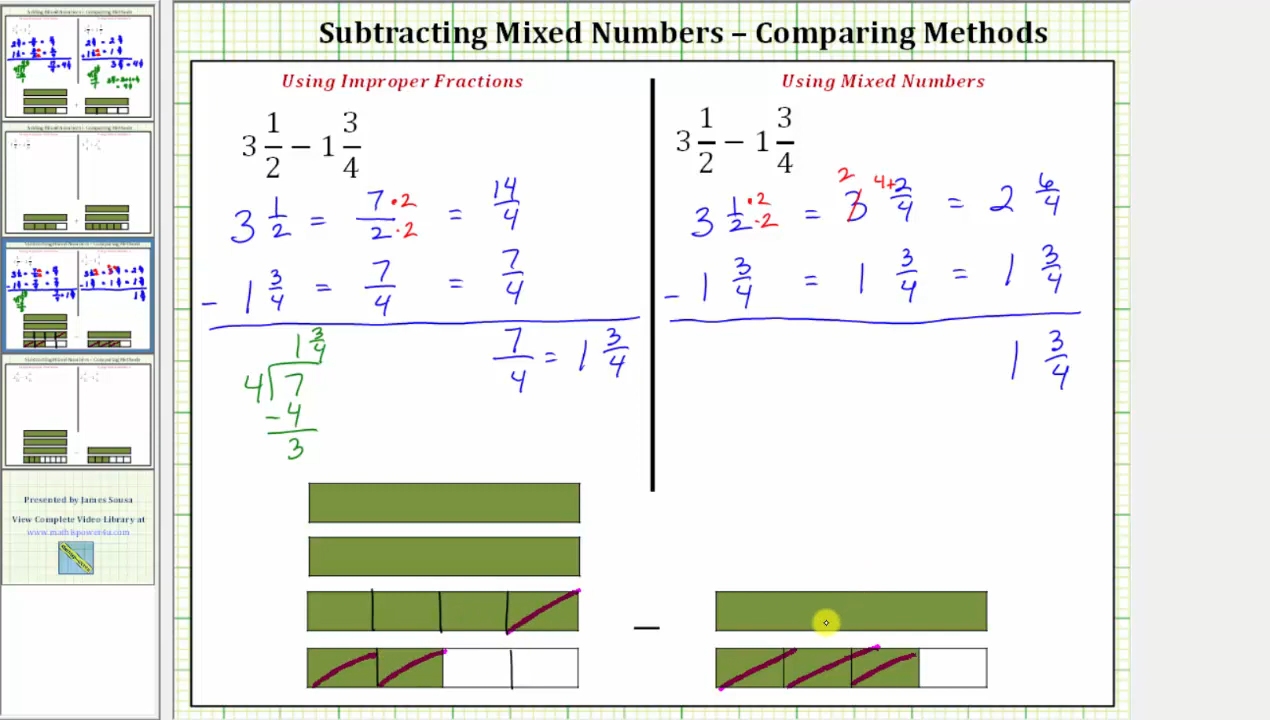 Subtracting Mixed Numbers – Comparing Methods
Using Improper Fractions
3 1/2 − 1 3/4
3 1/2 = 7/2 ·2/·2 = 14/4
- 1 3/4 = 7/4 = 7/4
7/4 = 1 3/4
1 3/4
4 7
-4
3
Using Mixed Numbers
3 1/2 − 1 3/4
2 4+
3 1/2 ·2/·2 = 3 2/4 = 2 6/4
- 1 3/4 = 1 3/4 = 1 3/4
1 3/4
−
Presented by James Sousa
View Complete Video Library at
www.mathispower4u.com